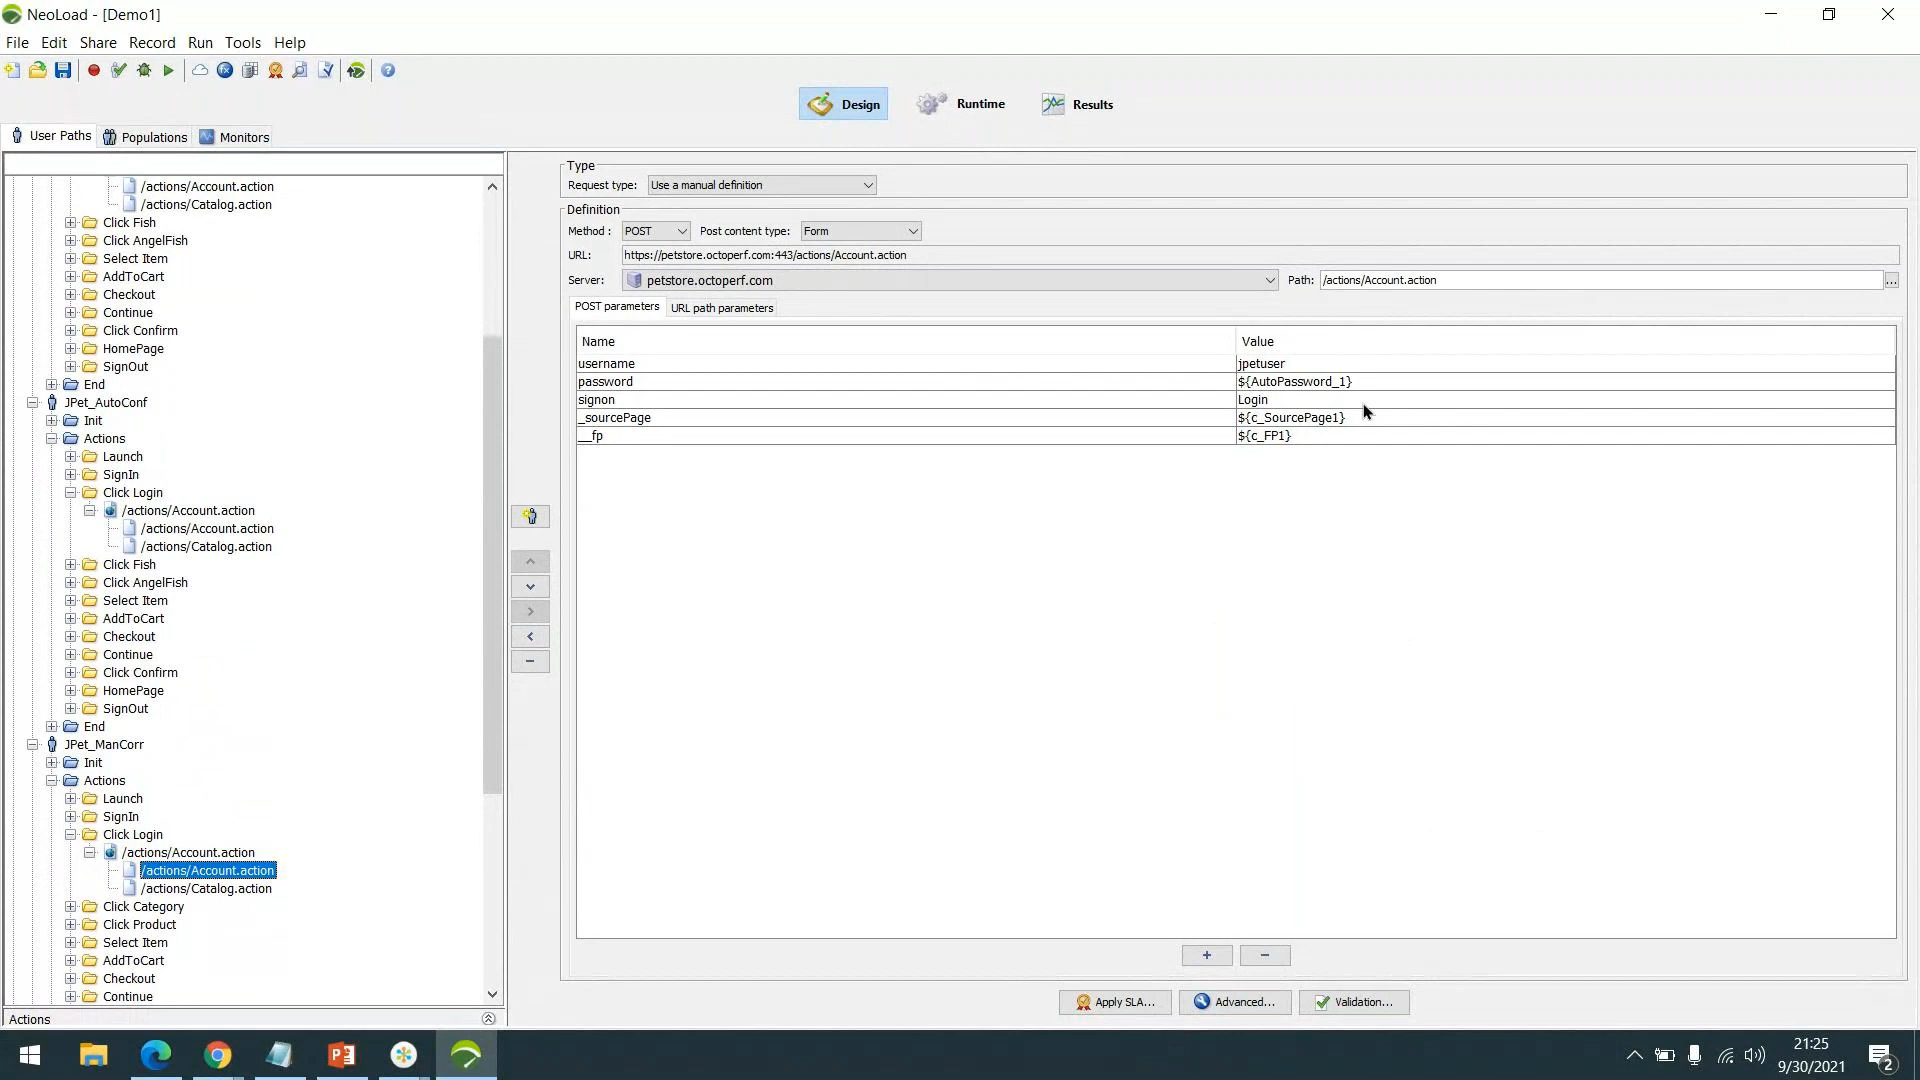 NeoLoad - [Demo1]
File Edit Share Record Run Tools Help
Design Runtime Results
User Paths Populations Monitors
/actions/Account.action
/actions/Catalog.action
Click Fish
Click AngelFish
Select Item
AddToCart
Checkout
Continue
Click Confirm
HomePage
SignOut
End
JPet_AutoConf
Init
Actions
Launch
SignIn
Click Login
/actions/Account.action
/actions/Account.action
/actions/Catalog.action
Click Fish
Click AngelFish
Select Item
AddToCart
Checkout
Continue
Click Confirm
HomePage
SignOut
End
JPet_ManCorr
Init
Actions
Launch
SignIn
Click Login
/actions/Account.action
/actions/Account.action
/actions/Catalog.action
Click Category
Click Product
Select Item
AddToCart
Checkout
Continue
Actions
Type
Request type: Use a manual definition
Definition
Method : POST Post content type: Form
URL: https://petstore.octoperf.com:443/actions/Account.action
Server: petstore.octoperf.com Path: /actions/Account.action ...
POST parameters URL path parameters
Name Value
username jpetuser
password ${AutoPassword_1}
signon Login
_sourcePage ${c_SourcePage1}
__fp ${c_FP1}
+ −
Apply SLA... Advanced... Validation...
21:25
9/30/2021
2